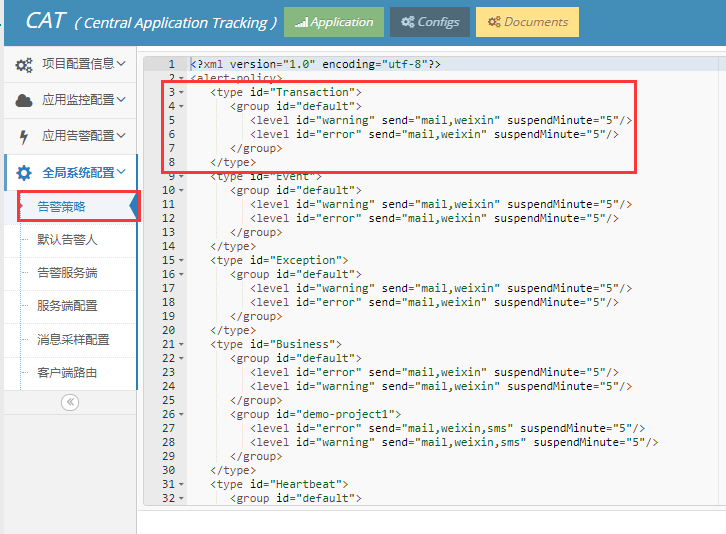 CAT ( Central Application Tracking ) Application Configs Documents
项目配置信息
应用监控配置
应用告警配置
全局系统配置
告警策略
默认告警人
告警服务端
服务端配置
消息采样配置
客户端路由
1 <?xml version="1.0" encoding="utf-8"?>
2 <alert-policy>
3 <type id="Transaction">
4 <group id="default">
5 <level id="warning" send="mail,weixin" suspendMinute="5"/>
6 <level id="error" send="mail,weixin" suspendMinute="5"/>
7 </group>
8 </type>
9 <type id="Event">
10 <group id="default">
11 <level id="warning" send="mail,weixin" suspendMinute="5"/>
12 <level id="error" send="mail,weixin" suspendMinute="5"/>
13 </group>
14 </type>
15 <type id="Exception">
16 <group id="default">
17 <level id="warning" send="mail,weixin" suspendMinute="5"/>
18 <level id="error" send="mail,weixin" suspendMinute="5"/>
19 </group>
20 </type>
21 <type id="Business">
22 <group id="default">
23 <level id="error" send="mail,weixin" suspendMinute="5"/>
24 <level id="warning" send="mail,weixin" suspendMinute="5"/>
25 </group>
26 <group id="demo-project1">
27 <level id="error" send="mail,weixin,sms" suspendMinute="5"/>
28 <level id="warning" send="mail,weixin,sms" suspendMinute="5"/>
29 </group>
30 </type>
31 <type id="Heartbeat">
32 <group id="default">